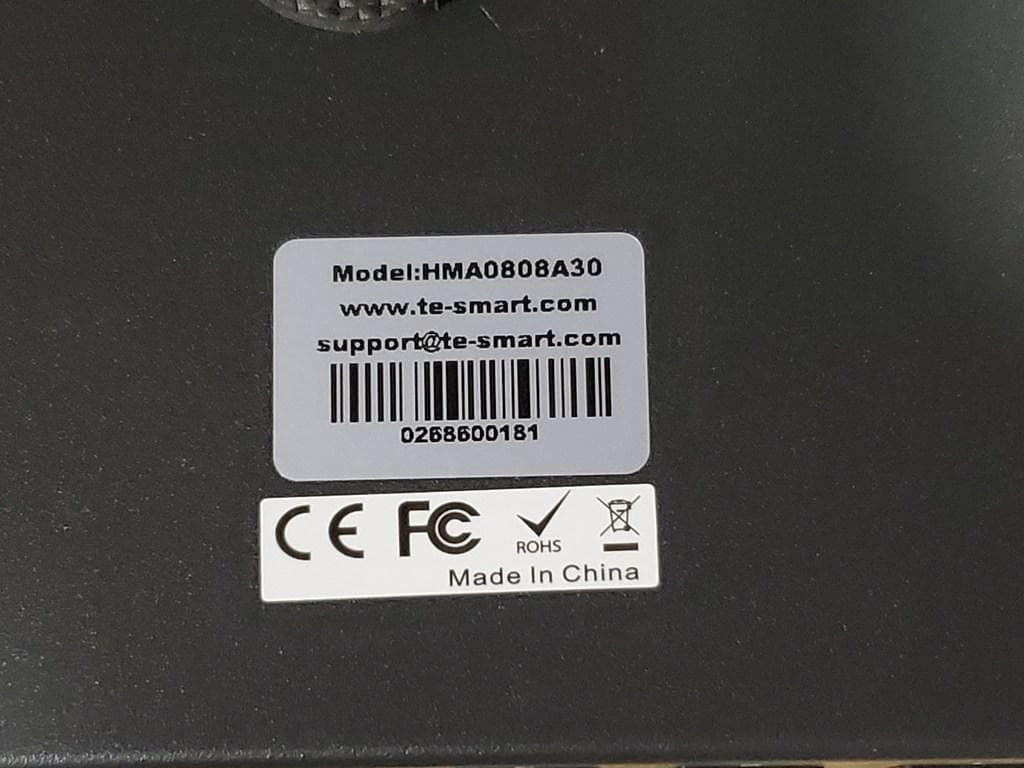 Model:HMA0808A30
www.te-smart.com
support@te-smart.com
0268600181
CE FC
ROHS
Made In China